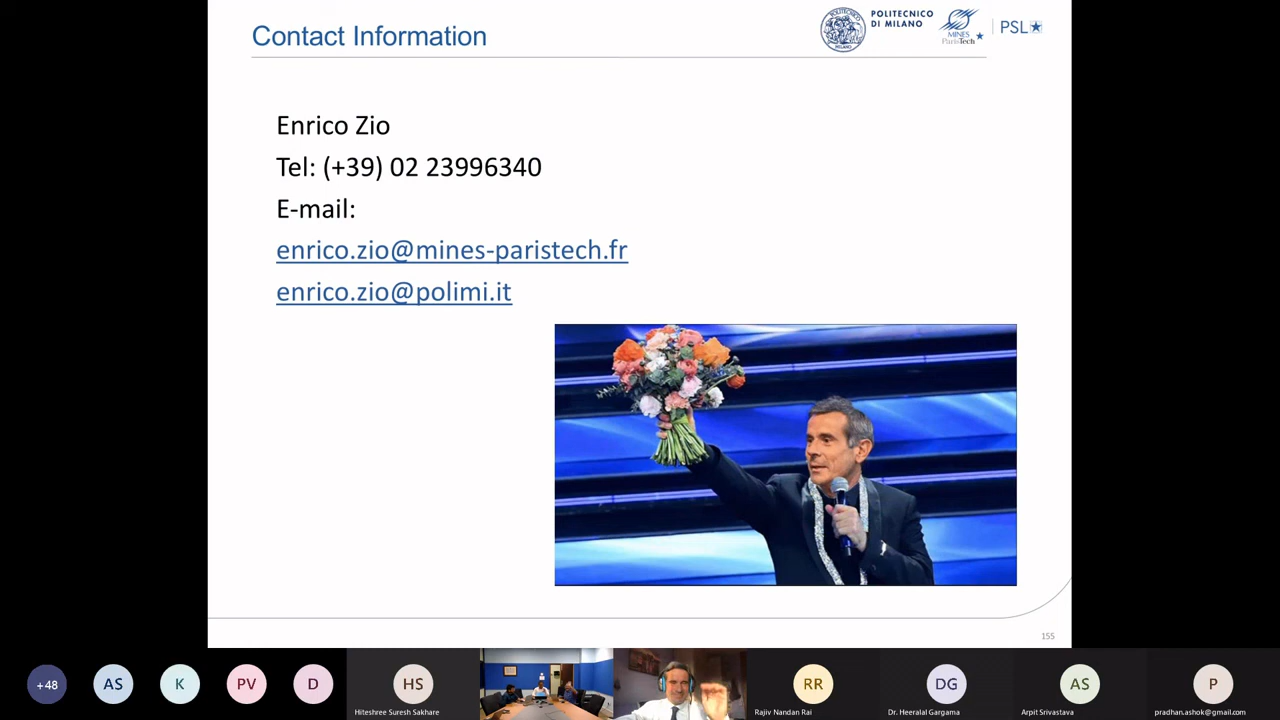 Contact Information
POLITECNICO
DI MILANO
MINES
ParisTech
PSL
Enrico Zio
Tel: (+39) 02 23996340
E-mail:
enrico.zio@mines-paristech.fr
enrico.zio@polimi.it
155
+48
AS
K
PV
D
HS
RR
DG
AS
P
Hiteshree Suresh Sakhare
Rajiv Nandan Rai
Dr. Heeralal Gargama
Arpit Srivastava
pradhan.ashok@gmail.com